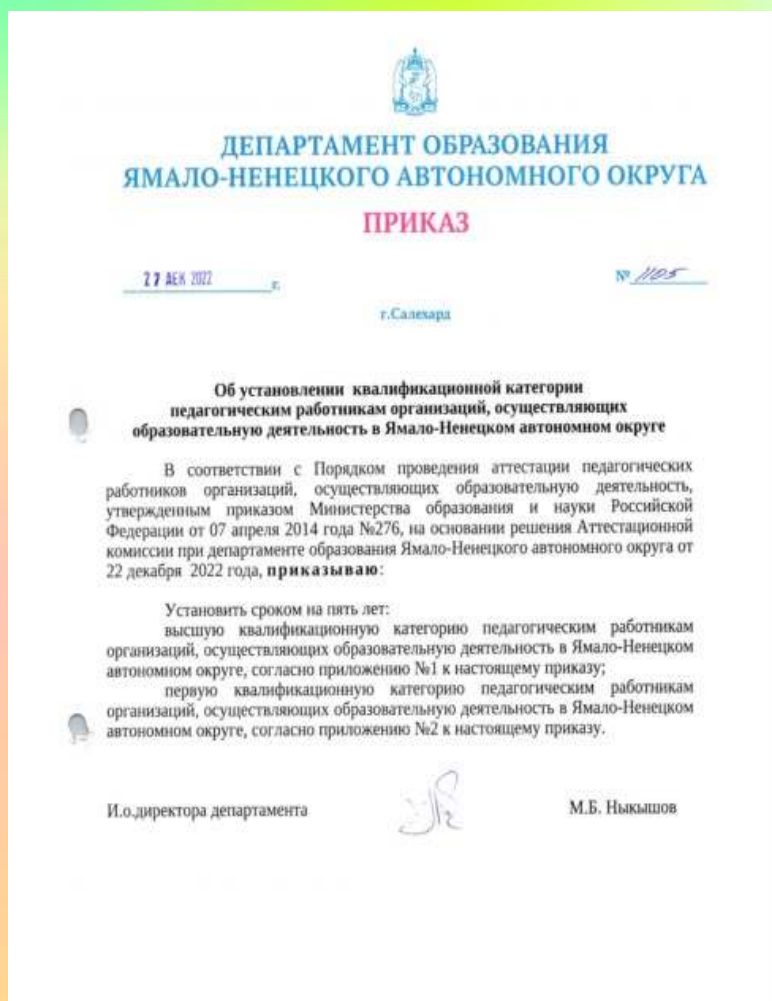 ДЕПАРТАМЕНТ ОБРАЗОВАНИЯ
ЯМАЛО-НЕНЕЦКОГО АВТОНОМНОГО ОКРУГА
ПРИКАЗ
27 ДЕК 2022 г.
№ 1105
г.Салехард
Об установлении квалификационной категории
педагогическим работникам организаций, осуществляющих
образовательную деятельность в Ямало-Ненецком автономном округе
В соответствии с Порядком проведения аттестации педагогических
работников организаций, осуществляющих образовательную деятельность,
утвержденным приказом Министерства образования и науки Российской
Федерации от 07 апреля 2014 года №276, на основании решения Аттестационной
комиссии при департаменте образования Ямало-Ненецкого автономного округа от
22 декабря 2022 года, приказываю:
Установить сроком на пять лет:
высшую квалификационную категорию педагогическим работникам
организаций, осуществляющих образовательную деятельность в Ямало-Ненецком
автономном округе, согласно приложению №1 к настоящему приказу;
первую квалификационную категорию педагогическим работникам
организаций, осуществляющих образовательную деятельность в Ямало-Ненецком
автономном округе, согласно приложению №2 к настоящему приказу.
И.о.директора департамента
М.Б. Ныкышов